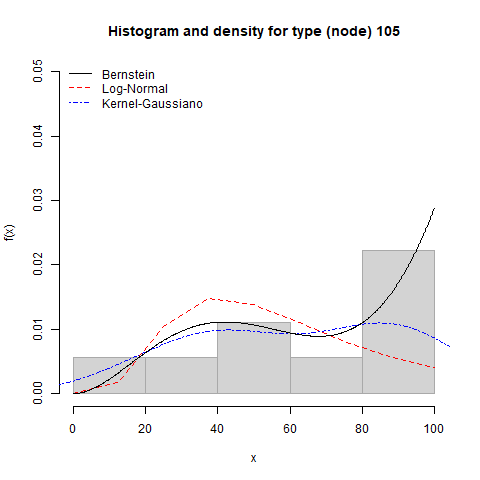 Histogram and density for type (node) 105
Bernstein
Log-Normal
Kernel-Gaussiano
f(x)
0.05
0.04
0.03
0.02
0.01
0.00
0 20 40 60 80 100
x